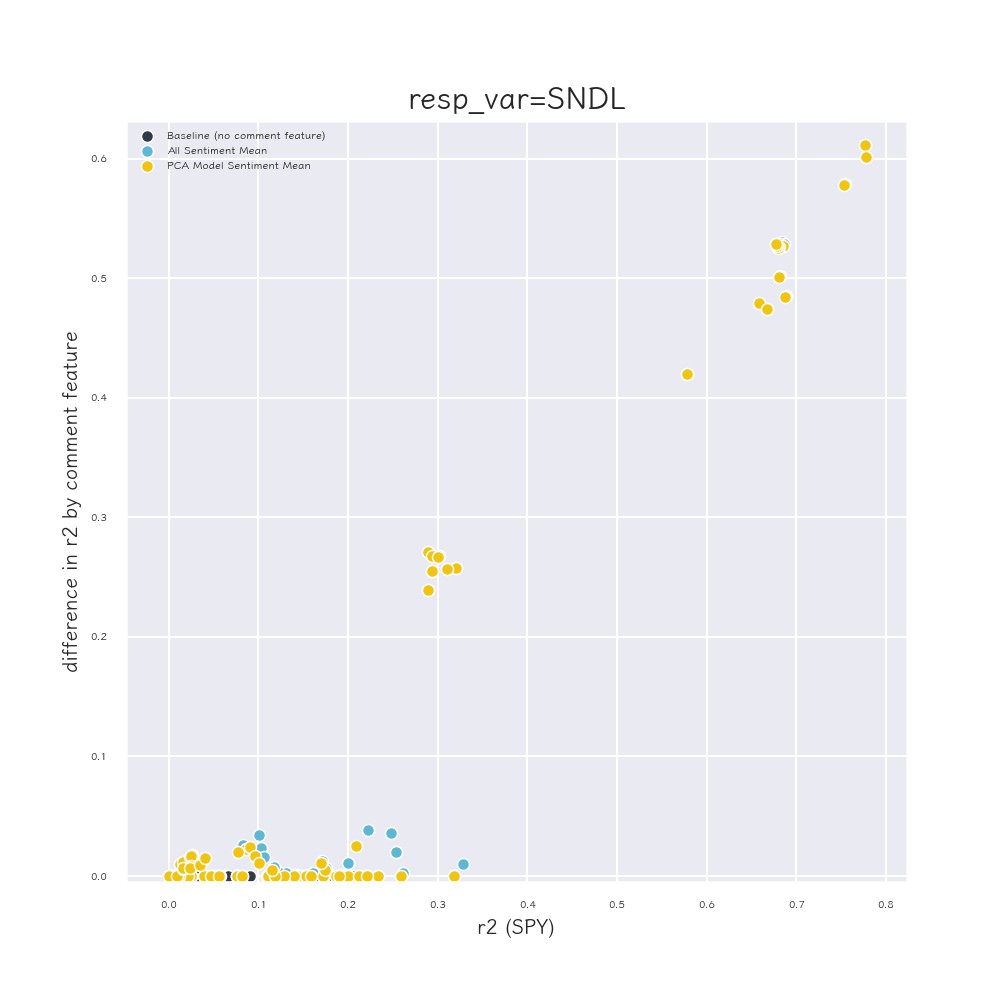 resp_var=SNDL
Baseline (no comment feature)
All Sentiment Mean
PCA Model Sentiment Mean
difference in r2 by comment feature
0.6
0.5
0.4
0.3
0.2
0.1
0.0
0.0 0.1 0.2 0.3 0.4 0.5 0.6 0.7 0.8
r2 (SPY)